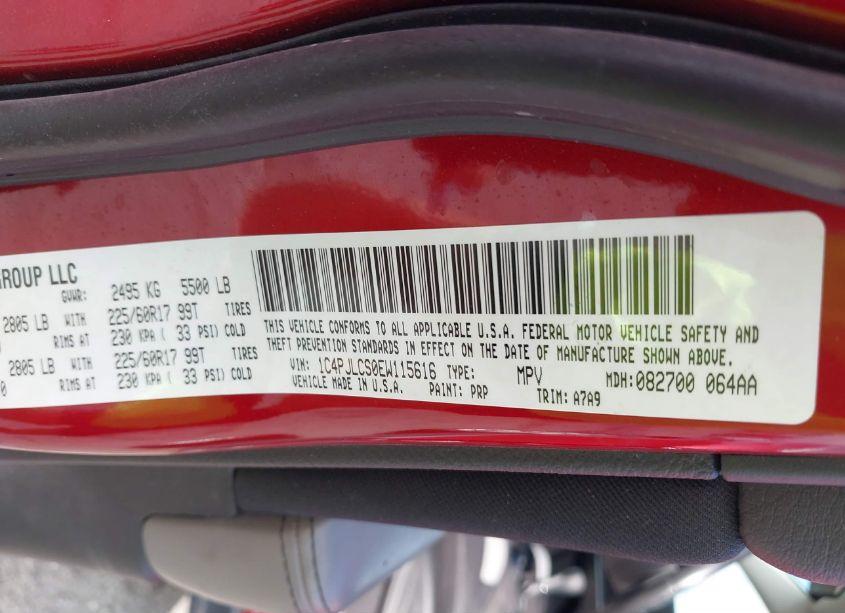 GROUP LLC
GVWR: 2495 KG 5500 LB
2805 LB WITH 225/60R17 99T TIRES
RIMS AT 230 KPA ( 33 PSI) COLD
2805 LB WITH 225/60R17 99T TIRES
0 RIMS AT 230 KPA ( 33 PSI) COLD
THIS VEHICLE CONFORMS TO ALL APPLICABLE U.S.A. FEDERAL MOTOR VEHICLE SAFETY AND
THEFT PREVENTION STANDARDS IN EFFECT ON THE DATE OF MANUFACTURE SHOWN ABOVE.
VIN: 1C4PJLCS0EW115616 TYPE: MPV MDH:082700 064AA
VEHICLE MADE IN U.S.A. PAINT: PRP TRIM: A7A9